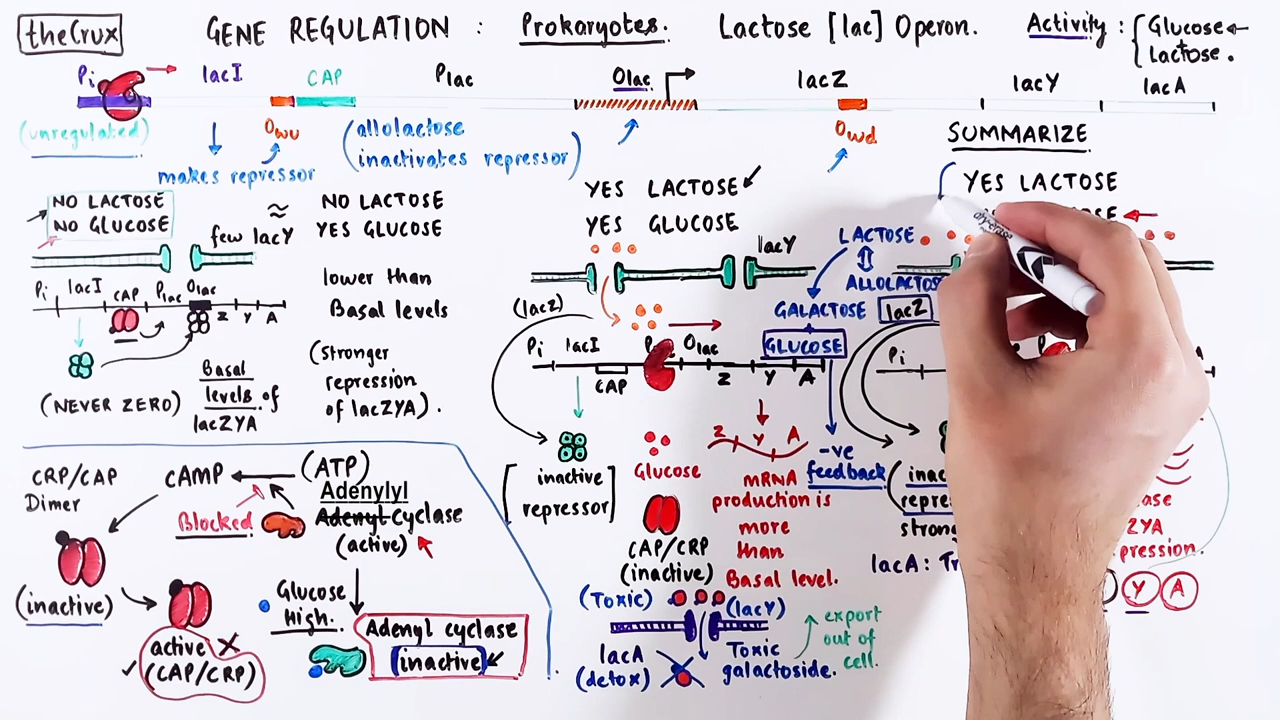 theCrux
GENE REGULATION : Prokaryotes. Lactose [lac] Operon.
Activity : { Glucose ←
Lactose .
Pi
lacI
CAP
Plac
Olac
lacZ
lacY
lacA
(unregulated)
makes repressor
Owu
(allolactose
inactivates repressor)
Owd
SUMMARIZE
NO LACTOSE
NO GLUCOSE
≈
NO LACTOSE
YES GLUCOSE
few lacY
lower than
Basal levels
(stronger
repression
of lacZYA).
Pi lacI CAP Plac Olac Z Y A
(NEVER ZERO)
Basal
levels of
lacZYA
YES LACTOSE
YES GLUCOSE
lacY
(lacZ)
Pi lacI CAP Olac Z Y A
[inactive
repressor]
Glucose
CAP/CRP
(inactive)
Z Y A
mRNA
production is
more
than
Basal level.
LACTOSE
GALACTOSE
+
GLUCOSE
-ve
feedback
(Toxic)
(lacY)
lacA
(detox)
Toxic
galactoside.
export
out of
cell.
YES LACTOSE
lacZ
Pi
lacA:
Y A
CRP/CAP
Dimer
cAMP ← (ATP)
Blocked
Adenylyl
Adenyl Cyclase
(active)
(inactive)
active X
✓ (CAP/CRP)
Glucose
High.
Adenyl cyclase
inactive